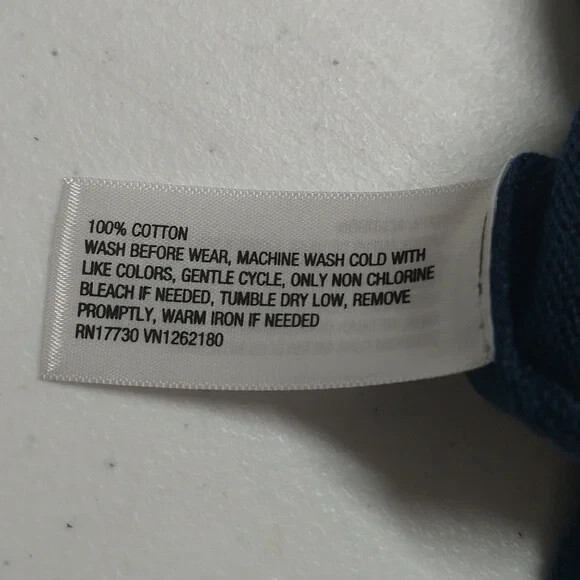 100% COTTON
WASH BEFORE WEAR, MACHINE WASH COLD WITH
LIKE COLORS, GENTLE CYCLE, ONLY NON CHLORINE
BLEACH IF NEEDED, TUMBLE DRY LOW, REMOVE
PROMPTLY, WARM IRON IF NEEDED
RN17730 VN1262180